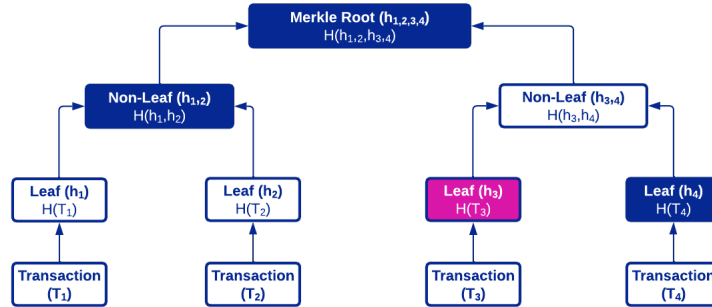 Merkle Root (h1,2,3,4)
H(h1,2,h3,4)
Non-Leaf (h1,2)
H(h1,h2)
Non-Leaf (h3,4)
H(h3,h4)
Leaf (h1)
H(T1)
Leaf (h2)
H(T2)
Leaf (h3)
H(T3)
Leaf (h4)
H(T4)
Transaction
(T1)
Transaction
(T2)
Transaction
(T3)
Transaction
(T4)